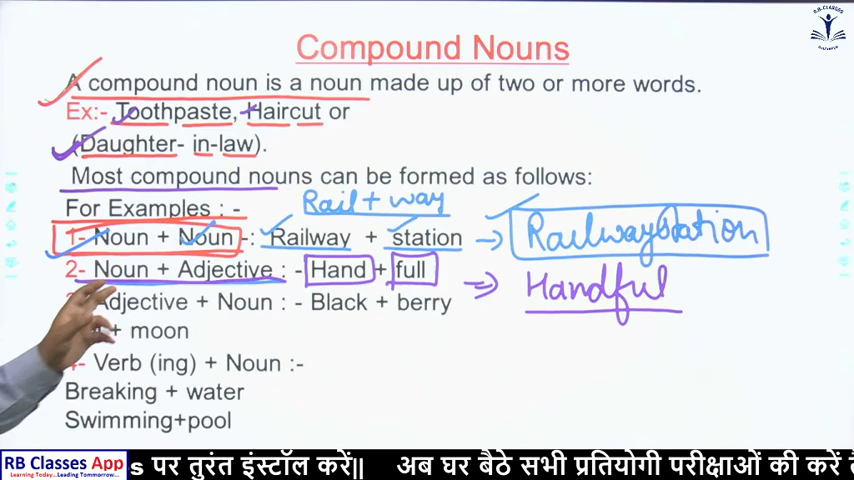 Compound Nouns
A compound noun is a noun made up of two or more words.
Ex:- Toothpaste, Haircut or
(Daughter- in-law).
Most compound nouns can be formed as follows:
Rail + way
For Examples : -
1- Noun + Noun -: Railway + station → Railwaystation
2- Noun + Adjective : - Hand + full ⇒ Handful
Adjective + Noun : - Black + berry
+ moon
4- Verb (ing) + Noun :-
Breaking + water
Swimming+pool
RB Classes App
Learning Today... Leading Tommorrow...
s पर तुरंत इंस्टॉल करें|| अब घर बैठे सभी प्रतियोगी परीक्षाओं की करें
R.B. CLASSES